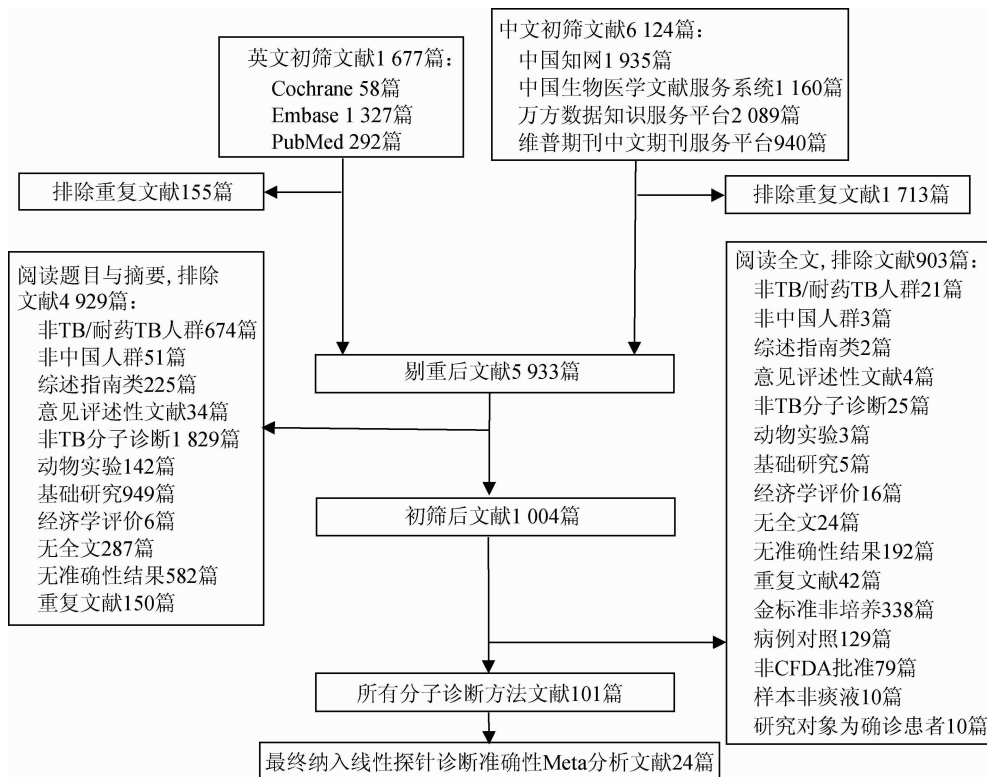 英文初筛文献1 677篇：
Cochrane 58篇
Embase 1 327篇
PubMed 292篇
中文初筛文献6 124篇：
中国知网1 935篇
中国生物医学文献服务系统1 160篇
万方数据知识服务平台2 089篇
维普期刊中文期刊服务平台940篇
排除重复文献155篇
排除重复文献1 713篇
阅读题目与摘要, 排除
文献4 929篇：
非TB/耐药TB人群674篇
非中国人群51篇
综述指南类225篇
意见评述性文献34篇
非TB分子诊断1 829篇
动物实验142篇
基础研究949篇
经济学评价6篇
无全文287篇
无准确性结果582篇
重复文献150篇
剔重后文献5 933篇
初筛后文献1 004篇
阅读全文, 排除文献903篇：
非TB/耐药TB人群21篇
非中国人群3篇
综述指南类2篇
意见评述性文献4篇
非TB分子诊断25篇
动物实验3篇
基础研究5篇
经济学评价16篇
无全文24篇
无准确性结果192篇
重复文献42篇
金标准非培养338篇
病例对照129篇
非CFDA批准79篇
样本非痰液10篇
研究对象为确诊患者10篇
所有分子诊断方法文献101篇
最终纳入线性探针诊断准确性Meta分析文献24篇